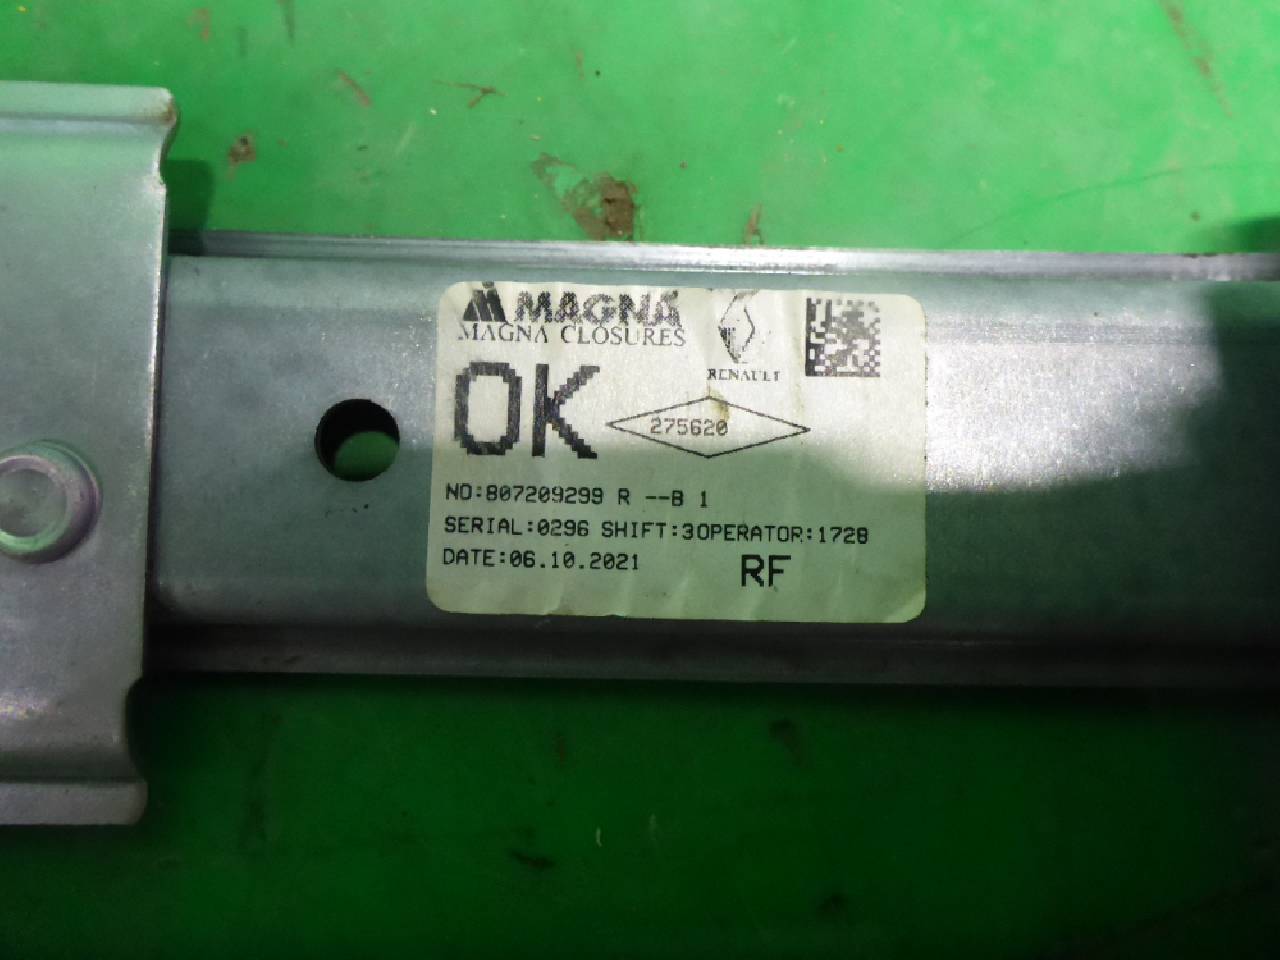 MAGNA
MAGNA CLOSURES
RENAULT
OK
275620
NO:807209299 R --B 1
SERIAL:0296 SHIFT:3OPERATOR:1728
DATE:06.10.2021
RF